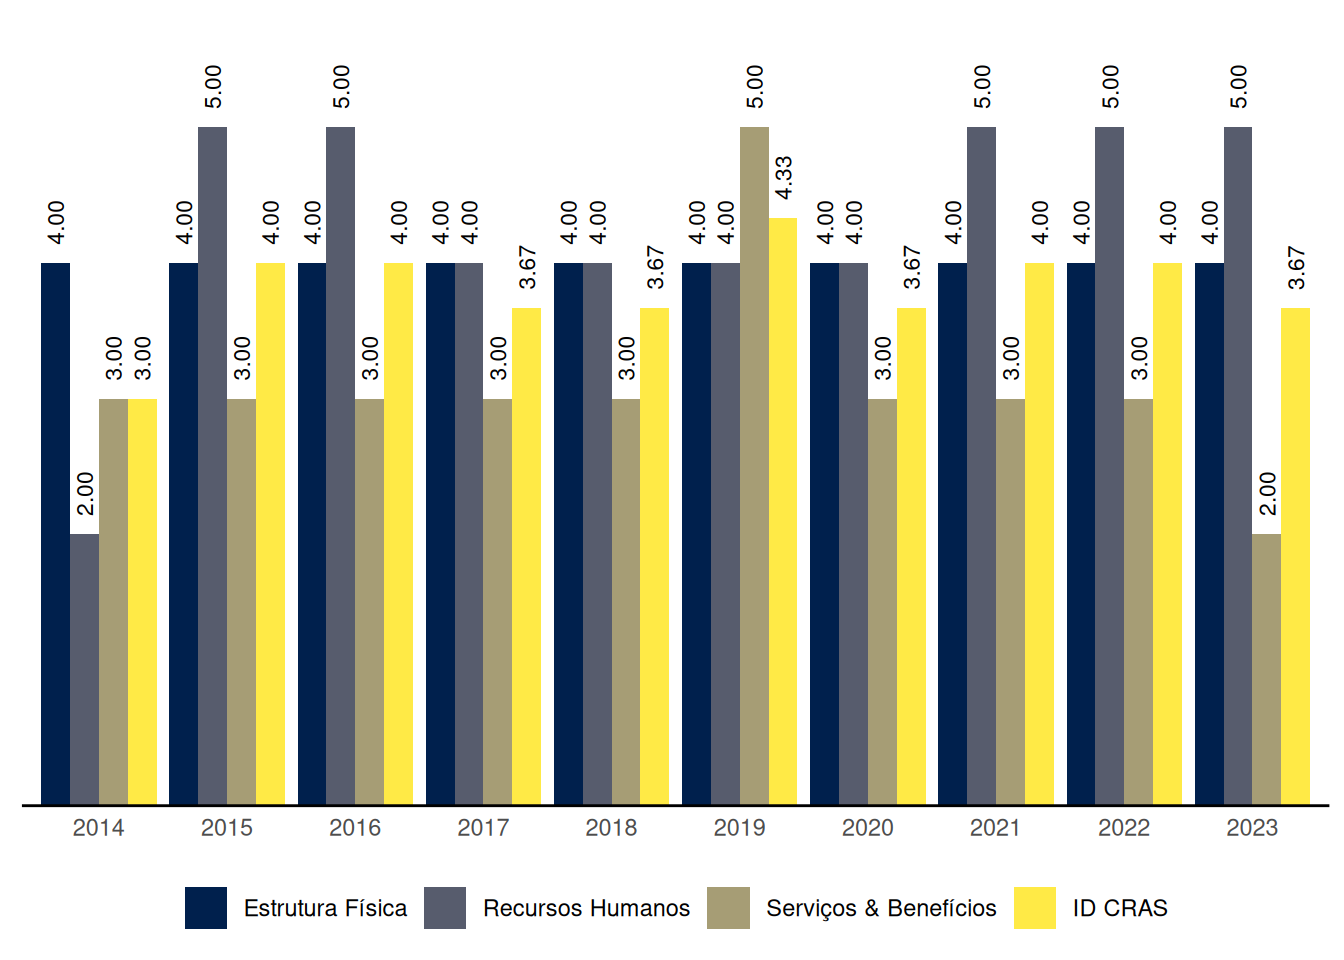 5.00 5.00 5.00 5.00 5.00 5.00
4.33
4.00 4.00 4.00 4.00 4.00 4.00 4.00 4.00 4.00 4.00 4.00 4.00 4.00 4.00 4.00 4.00 4.00 4.00
3.67 3.67 3.67 3.67
3.00 3.00 3.00 3.00 3.00 3.00 3.00 3.00 3.00
2.00 2.00
2014 2015 2016 2017 2018 2019 2020 2021 2022 2023
Estrutura Física Recursos Humanos Serviços & Benefícios ID CRAS